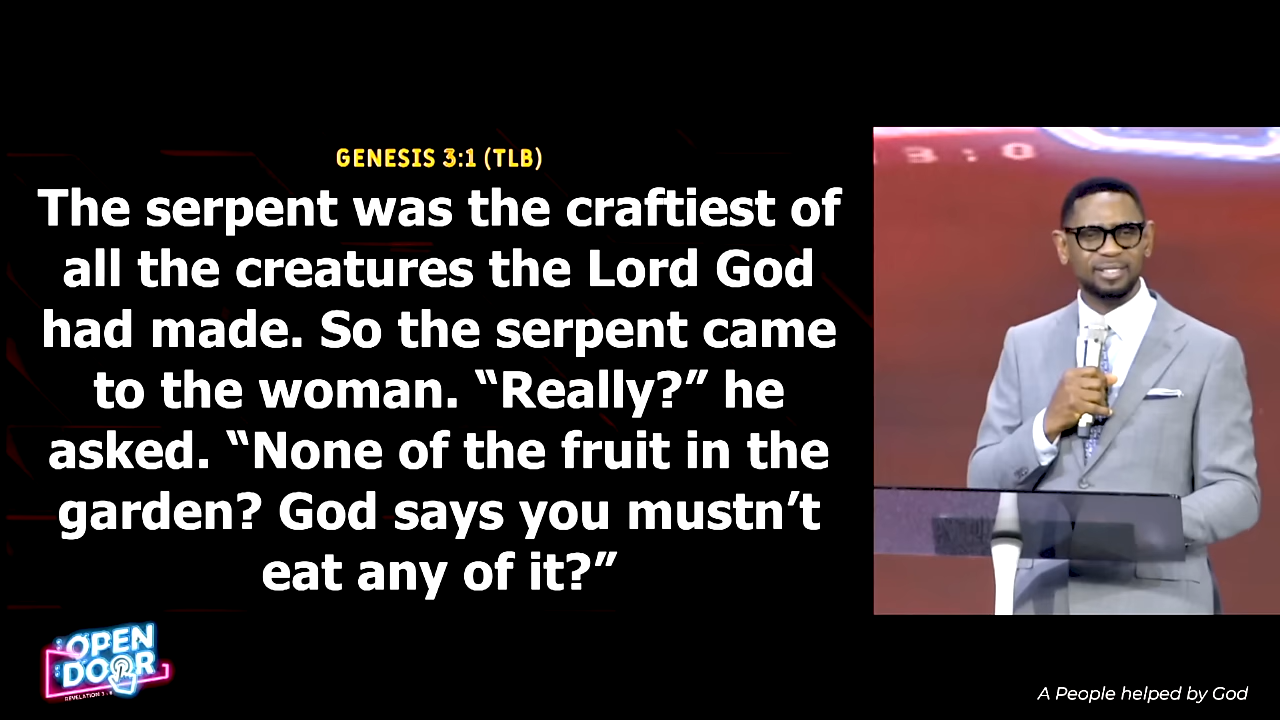 GENESIS 3:1 (TLB)
The serpent was the craftiest of
all the creatures the Lord God
had made. So the serpent came
to the woman. “Really?” he
asked. “None of the fruit in the
garden? God says you mustn’t
eat any of it?”
OPEN
DOOR
A People helped by God